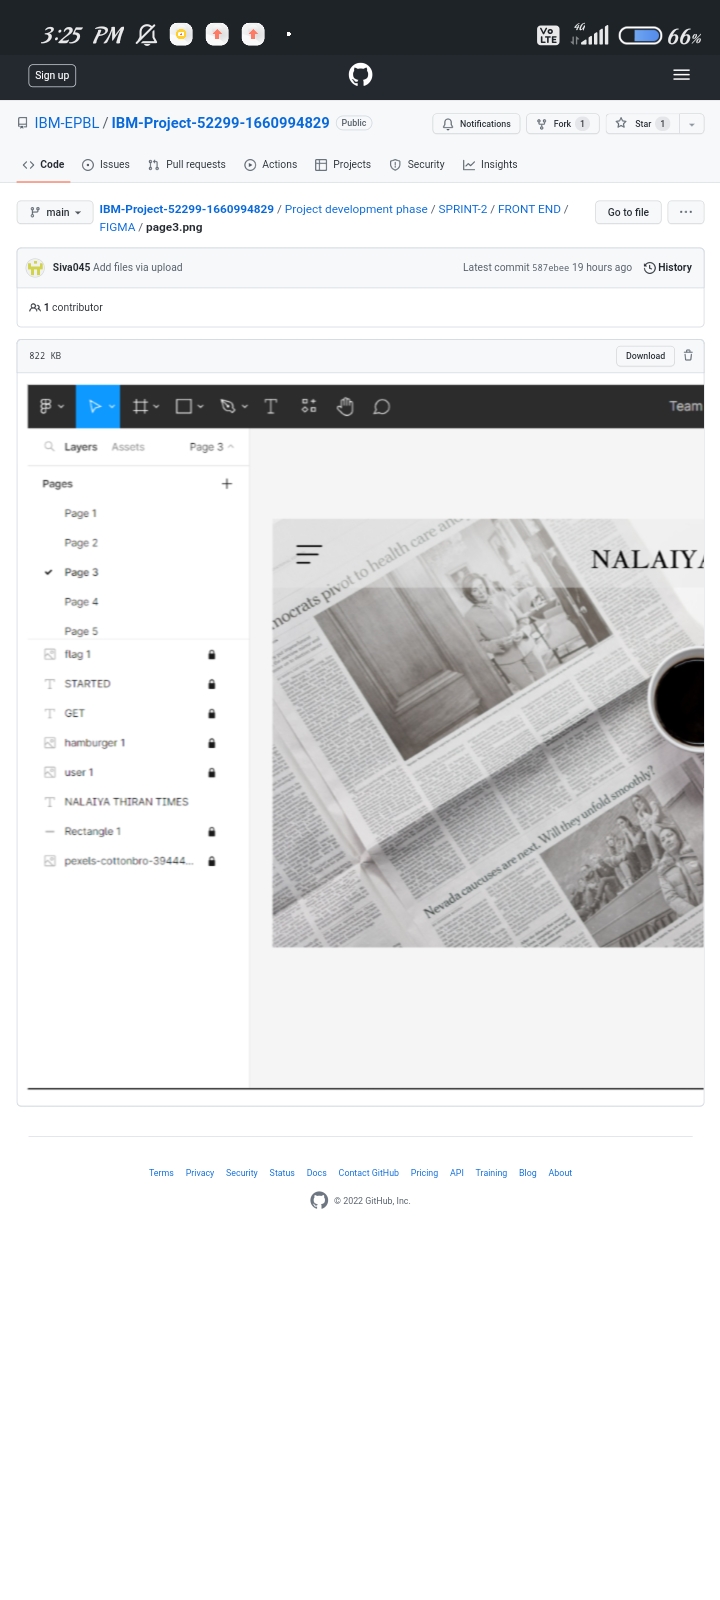 3:25 PM
Vo LTE 4G 66%
Sign up
IBM-EPBL / IBM-Project-52299-1660994829 Public
Notifications Fork 1 Star 1
Code Issues Pull requests Actions Projects Security Insights
main IBM-Project-52299-1660994829 / Project development phase / SPRINT-2 / FRONT END / Go to file ...
FIGMA / page3.png
Siva045 Add files via upload Latest commit 587ebee 19 hours ago History
1 contributor
822 KB Download
Team
Layers Assets Page 3
Pages +
Page 1
Page 2
Page 3
Page 4
Page 5
flag 1
STARTED
GET
hamburger 1
user 1
NALAIYA THIRAN TIMES
Rectangle 1
pexels-cottonbro-39444...
mocrats pivot to health care and
NALAIYA
Nevada caucuses are next. Will they unfold smoothly?
Terms Privacy Security Status Docs Contact GitHub Pricing API Training Blog About
© 2022 GitHub, Inc.